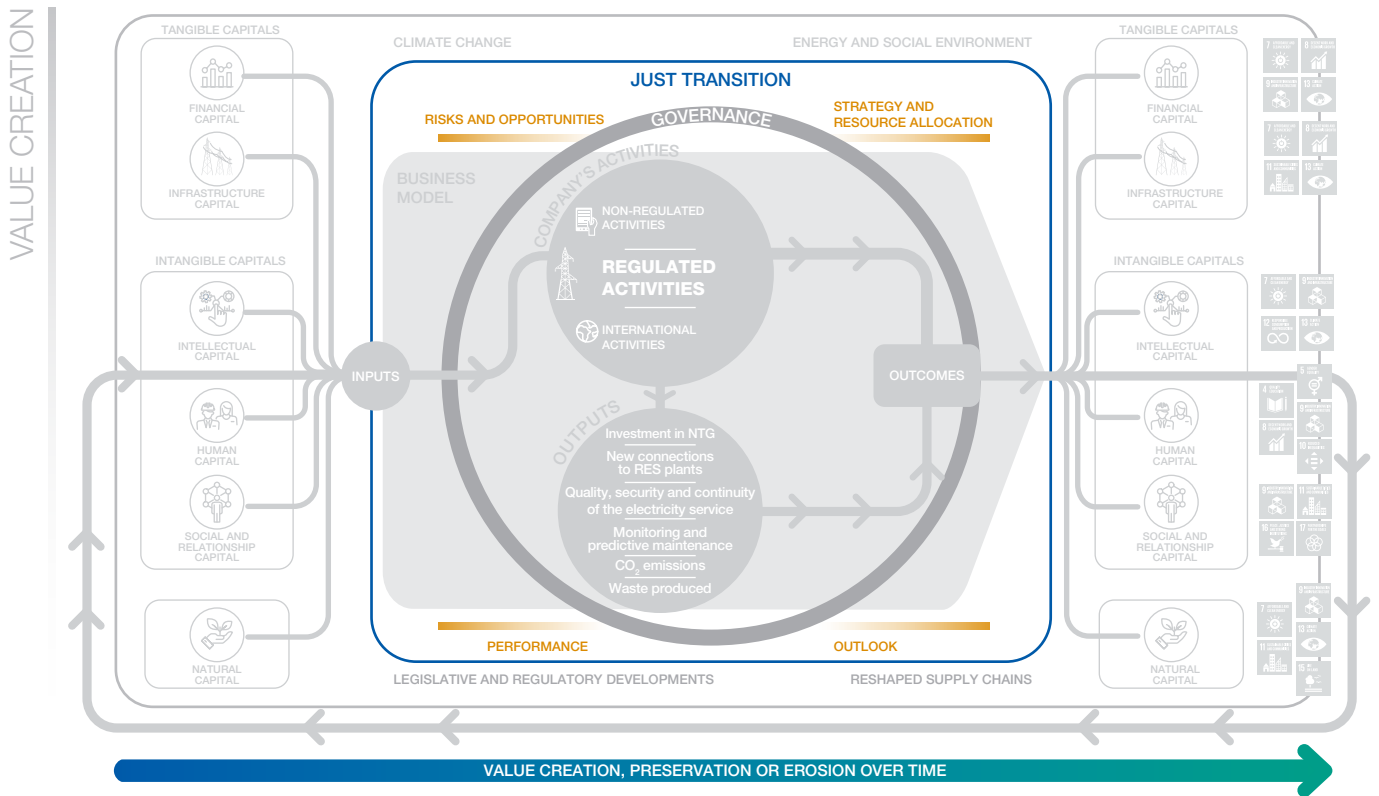 VALUE CREATION
TANGIBLE CAPITALS
FINANCIAL
CAPITAL
INFRASTRUCTURE
CAPITAL
INTANGIBLE CAPITALS
INTELLECTUAL
CAPITAL
HUMAN
CAPITAL
SOCIAL AND
RELATIONSHIP
CAPITAL
NATURAL
CAPITAL
CLIMATE CHANGE
ENERGY AND SOCIAL ENVIRONMENT
JUST TRANSITION
RISKS AND OPPORTUNITIES
STRATEGY AND
RESOURCE ALLOCATION
GOVERNANCE
BUSINESS
MODEL
COMPANY'S ACTIVITIES
NON-REGULATED
ACTIVITIES
REGULATED
ACTIVITIES
INTERNATIONAL
ACTIVITIES
INPUTS
OUTCOMES
OUTPUTS
Investment in NTG
New connections
to RES plants
Quality, security and continuity
of the electricity service
Monitoring and
predictive maintenance
CO₂ emissions
Waste produced
PERFORMANCE
OUTLOOK
LEGISLATIVE AND REGULATORY DEVELOPMENTS
RESHAPED SUPPLY CHAINS
TANGIBLE CAPITALS
FINANCIAL
CAPITAL
INFRASTRUCTURE
CAPITAL
INTANGIBLE CAPITALS
INTELLECTUAL
CAPITAL
HUMAN
CAPITAL
SOCIAL AND
RELATIONSHIP
CAPITAL
NATURAL
CAPITAL
VALUE CREATION, PRESERVATION OR EROSION OVER TIME